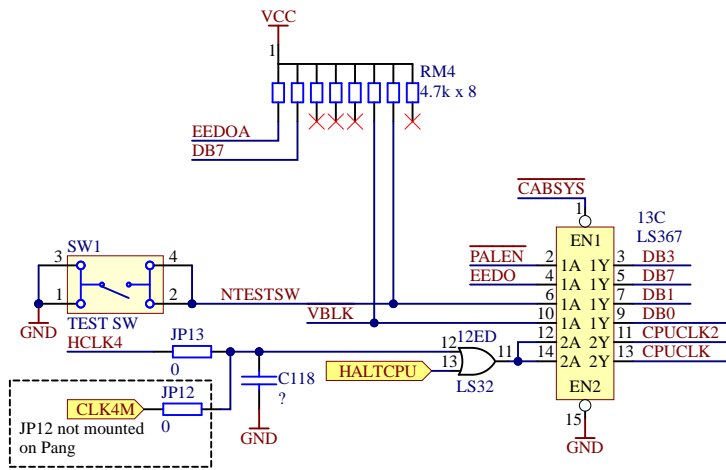 VCC
1
RM4
4.7k x 8
EEDOA
DB7
CABSYS
1
13C
LS367
EN1
PALEN 2 1A 1Y 3 DB3
EEDO 4 1A 1Y 5 DB7
6 1A 1Y 7 DB1
VBLK 10 1A 1Y 9 DB0
12 2A 2Y 11 CPUCLK2
14 2A 2Y 13 CPUCLK
EN2
15
GND
SW1
3 4
1 2
NTESTSW
GND
TEST SW
HCLK4
JP13
0
C118
?
GND
12ED
12
13
11
LS32
HALTCPU
CLK4M
JP12
0
JP12 not mounted
on Pang